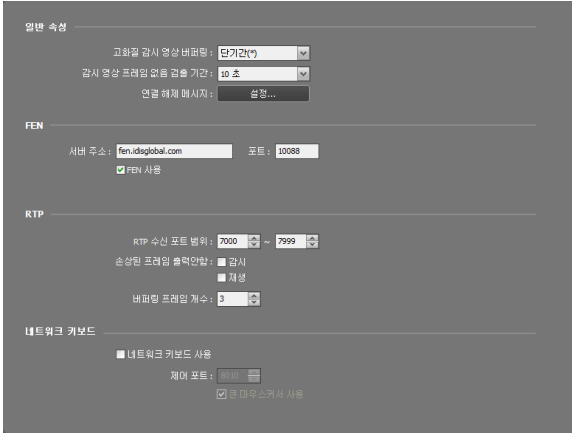 일반 속성
고화질 감시 영상 버퍼링 : 단기간(*)
감시 영상 프레임 없음 검출 기간 : 10 초
연결 해제 메시지 : 설정...
FEN
서버 주소 : fen.idisglobal.com 포트 : 10088
FEN 사용
RTP
RTP 수신 포트 범위 : 7000 ~ 7999
손상된 프레임 출력안함 : 감시
재생
버퍼링 프레임 개수 : 3
네트워크 키보드
네트워크 키보드 사용
제어 포트 : 8010
큰 마우스커서 사용